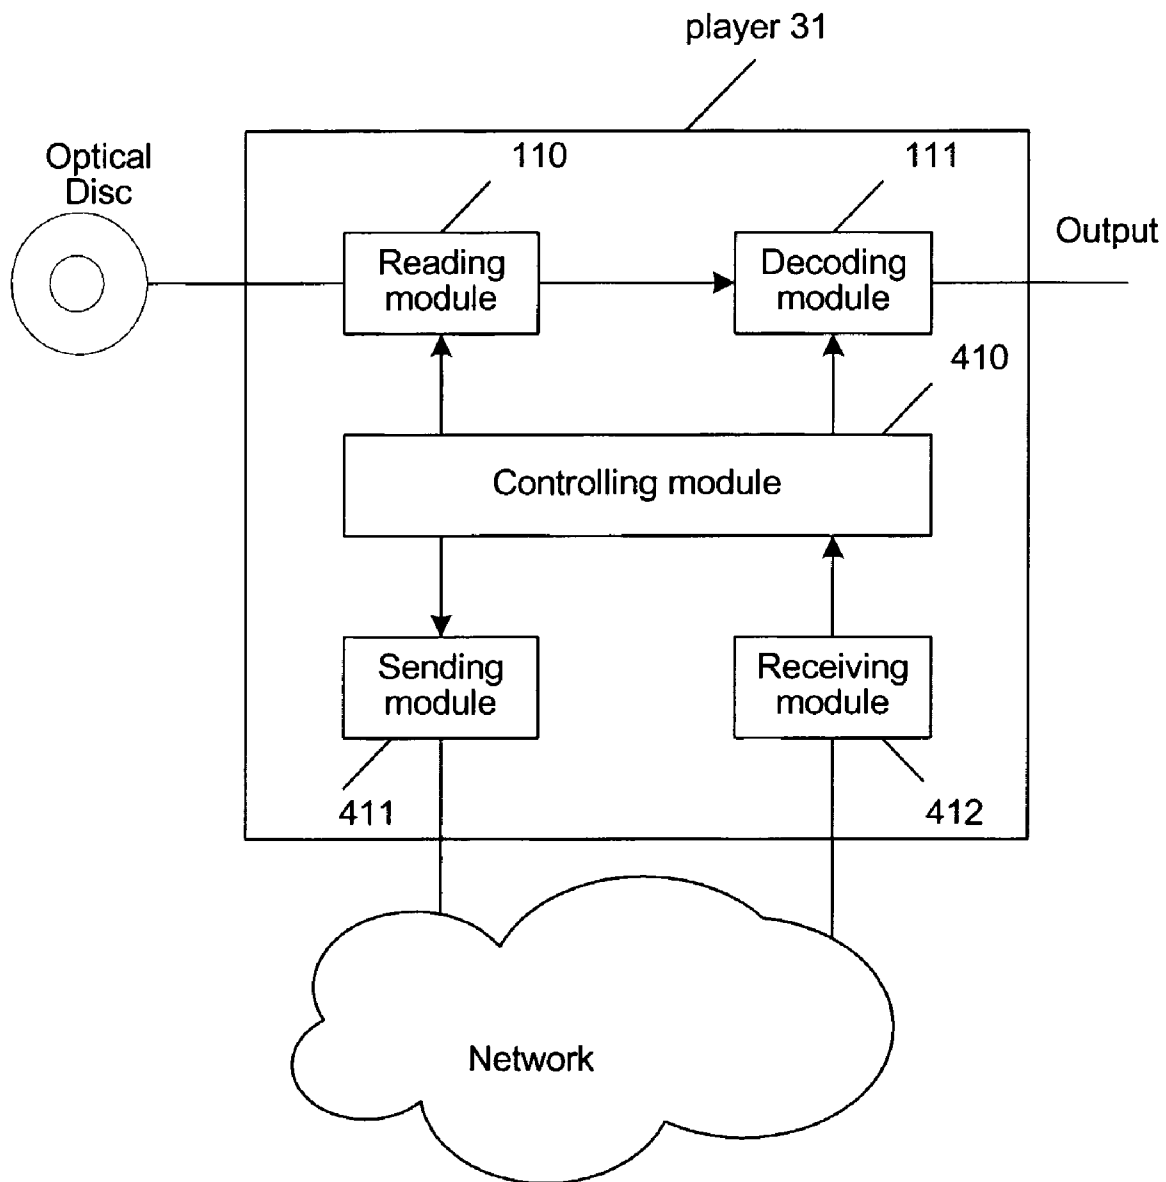 player 31
Optical
Disc
110
111
Output
Reading
module
Decoding
module
410
Controlling module
Sending
module
Receiving
module
411
412
Network